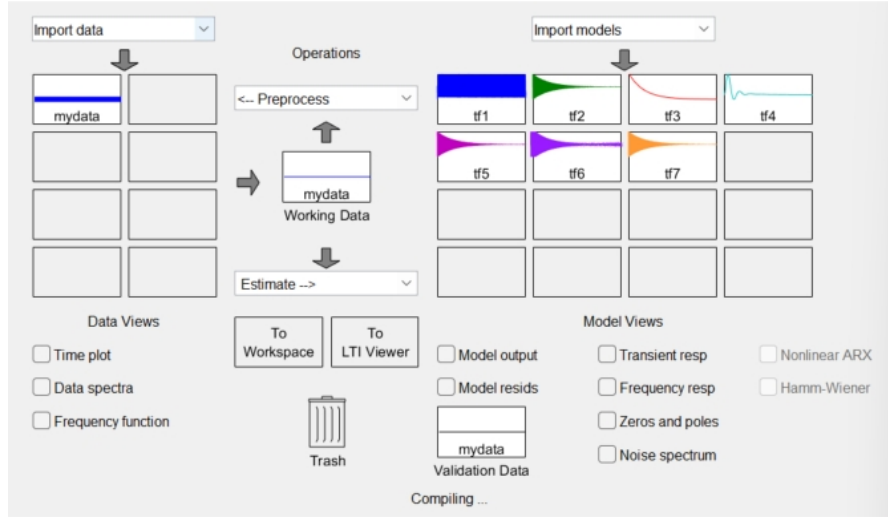 Import data
Import models
Operations
<-- Preprocess
mydata
tf1
tf2
tf3
tf4
tf5
tf6
tf7
mydata
Working Data
Estimate -->
Data Views
Model Views
To
Workspace
To
LTI Viewer
Time plot
Data spectra
Frequency function
Model output
Model resids
Transient resp
Frequency resp
Zeros and poles
Noise spectrum
Nonlinear ARX
Hamm-Wiener
Trash
mydata
Validation Data
Compiling ...